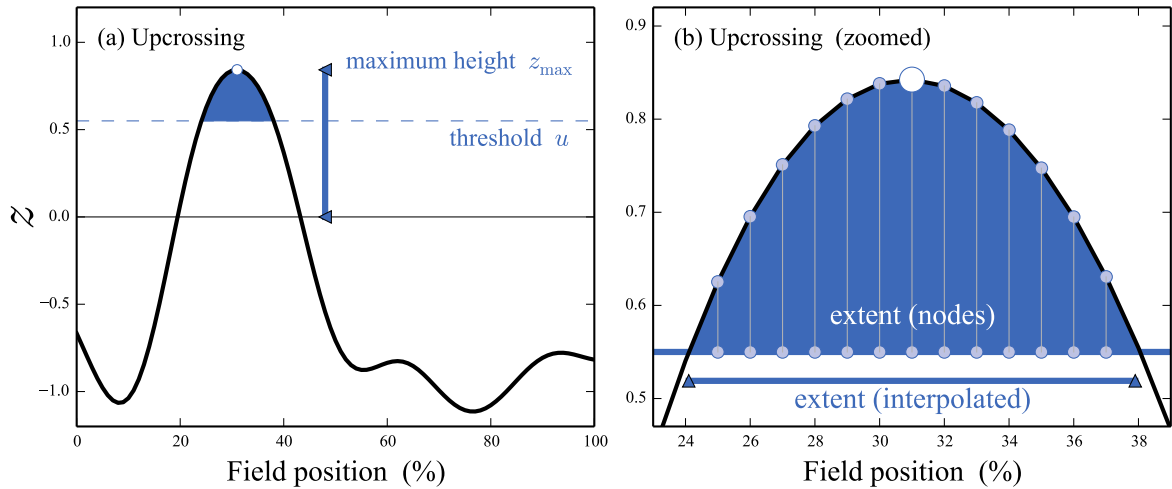 (a) Upcrossing
maximum height z_max
threshold u
z
1.0
0.5
0.0
−0.5
−1.0
0 20 40 60 80 100
Field position (%)
(b) Upcrossing (zoomed)
0.9
0.8
0.7
0.6
0.5
extent (nodes)
extent (interpolated)
24 26 28 30 32 34 36 38
Field position (%)